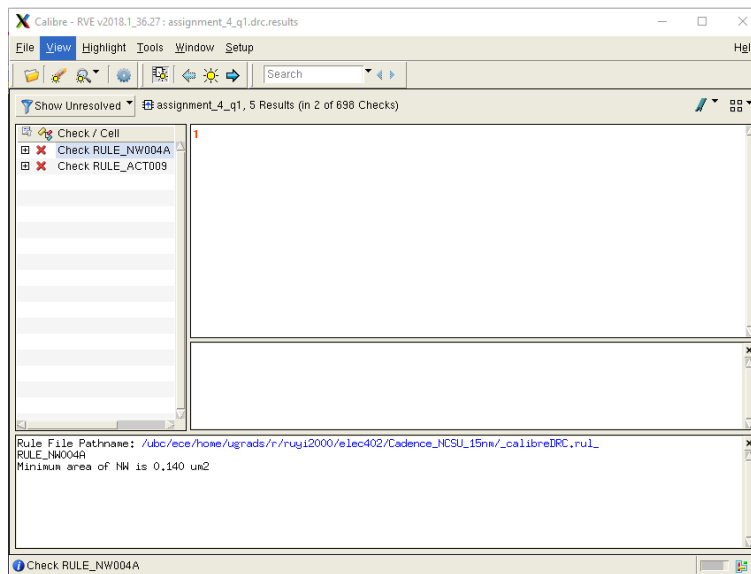 Calibre - RVE v2018.1_36.27 : assignment_4_q1.drc.results
File View Highlight Tools Window Setup Hel
Search
Show Unresolved assignment_4_q1, 5 Results (in 2 of 698 Checks)
Check / Cell
1
Check RULE_NW004A
Check RULE_ACT009
Rule File Pathname: /ubc/ece/home/ugrads/r/ruyi2000/elec402/Cadence_NCSU_15nm/_calibreDRC.rul_
RULE_NW004A
Minimum area of NW is 0.140 um2
Check RULE_NW004A